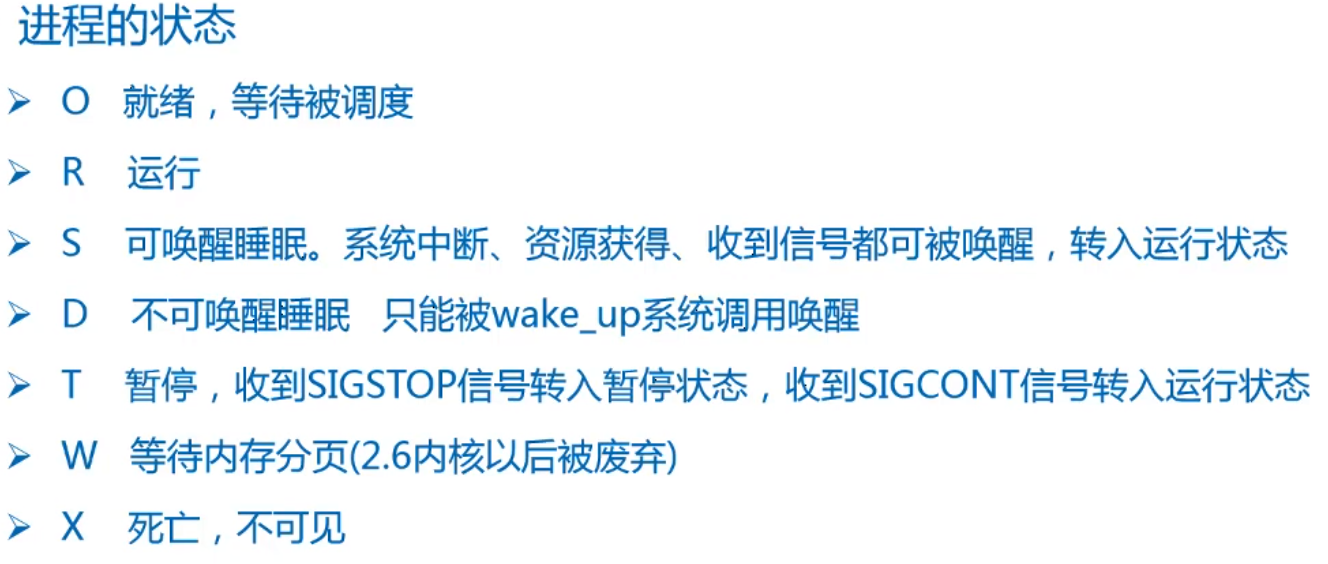 进程的状态
➢ O 就绪，等待被调度
➢ R 运行
➢ S 可唤醒睡眠。系统中断、资源获得、收到信号都可被唤醒，转入运行状态
➢ D 不可唤醒睡眠 只能被wake_up系统调用唤醒
➢ T 暂停，收到SIGSTOP信号转入暂停状态，收到SIGCONT信号转入运行状态
➢ W 等待内存分页(2.6内核以后被废弃)
➢ X 死亡，不可见